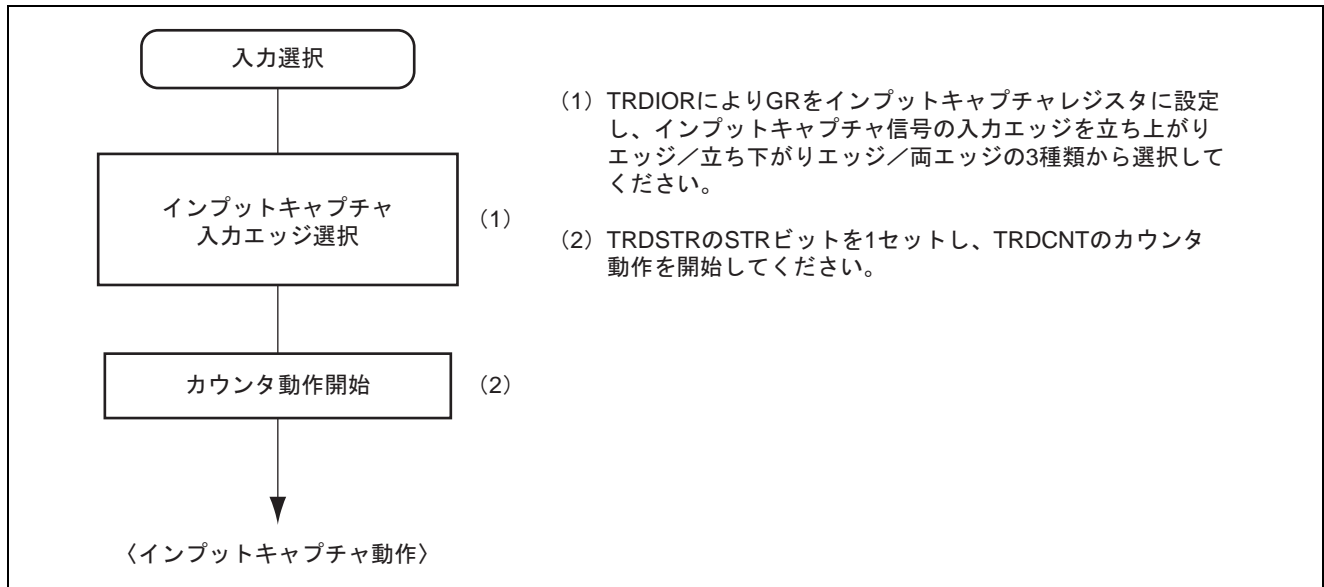 入力選択
インプットキャプチャ
入力エッジ選択
(1)
カウンタ動作開始
(2)
〈インプットキャプチャ動作〉
(1) TRDIORによりGRをインプットキャプチャレジスタに設定
し、インプットキャプチャ信号の入力エッジを立ち上がり
エッジ／立ち下がりエッジ／両エッジの3種類から選択して
ください。
(2) TRDSTRのSTRビットを1セットし、TRDCNTのカウンタ
動作を開始してください。